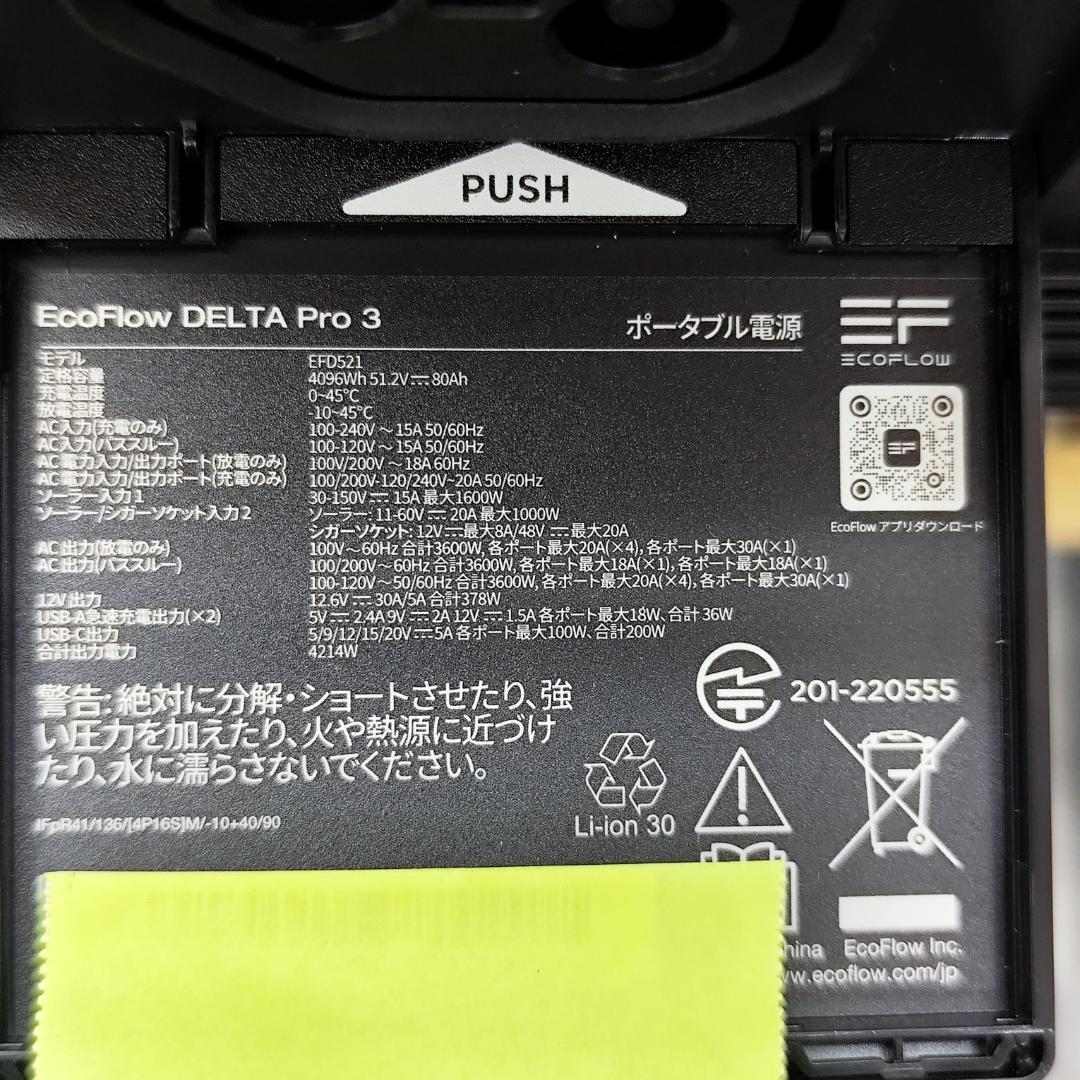 PUSH
EcoFlow DELTA Pro 3
ポータブル電源
EF
ECOFLOW
モデル EFD521
定格容量 4096Wh 51.2V⎓80Ah
充電温度 0~45°C
放電温度 -10~45°C
AC入力(充電のみ) 100-240V～15A 50/60Hz
AC入力(パススルー) 100-120V～15A 50/60Hz
AC 電力入力/出力ポート(放電のみ) 100V/200V～18A 60Hz
AC 電力入力/出力ポート(充電のみ) 100/200V-120/240V~20A 50/60Hz
ソーラー入力1 30-150V⎓15A 最大1600W
ソーラー/シガーソケット入力2 ソーラー: 11-60V⎓20A 最大1000W
シガーソケット: 12V⎓最大8A/48V⎓最大20A
AC 出力(放電のみ) 100V～60Hz 合計3600W, 各ポート最大20A(×4), 各ポート最大30A(×1)
AC 出力(パススルー) 100/200V～60Hz 合計3600W, 各ポート最大18A(×1), 各ポート最大18A(×1)
100-120V～50/60Hz 合計3600W, 各ポート最大20A(×4), 各ポート最大30A(×1)
12V 出力 12.6V⎓30A/5A 合計378W
USB-A急速充電出力(×2) 5V⎓2.4A 9V⎓2A 12V⎓1.5A 各ポート最大18W、合計 36W
USB-C出力 5/9/12/15/20V⎓5A 各ポート最大100W、合計200W
合計出力電力 4214W
EF
EcoFlow アプリダウンロード
警告: 絶対に分解・ショートさせたり、強
い圧力を加えたり、火や熱源に近づけ
たり、水に濡らさないでください。
201-220555
IFpR41/136/[4P16S]M/-10+40/90
Li-ion 30
EcoFlow Inc.
w.ecoflow.com/jp